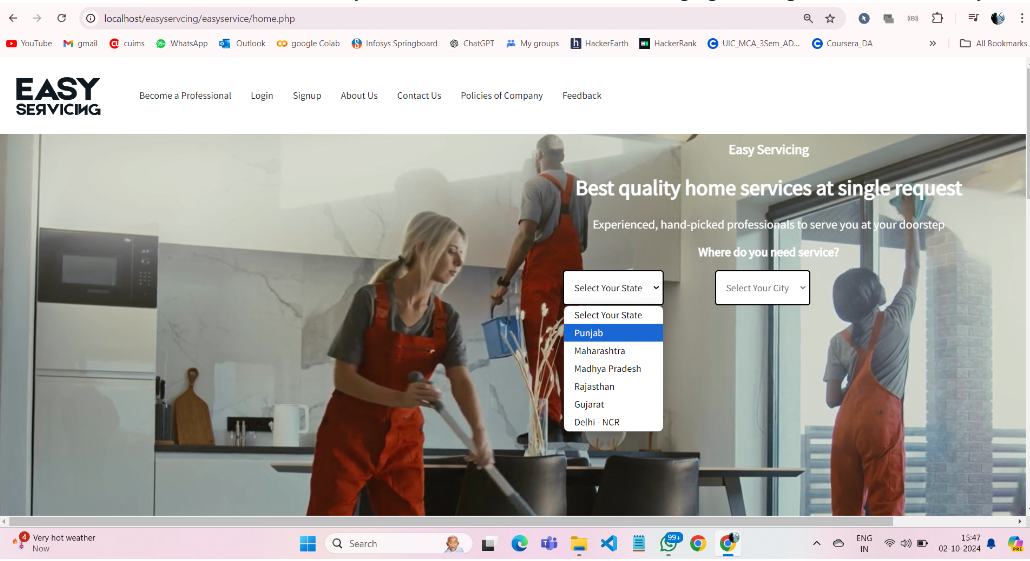 localhost/easyservcing/easyservice/home.php
YouTube
gmail
cuims
WhatsApp
Outlook
google Colab
Infosys Springboard
ChatGPT
My groups
HackerEarth
HackerRank
UIC_MCA_3Sem_AD...
Coursera_DA
»
All Bookmarks
EASY
SERVICING
Become a Professional
Login
Signup
About Us
Contact Us
Policies of Company
Feedback
Easy Servicing
Best quality home services at single request
Experienced, hand-picked professionals to serve you at your doorstep
Where do you need service?
Select Your State
Select Your City
Select Your State
Punjab
Maharashtra
Madhya Pradesh
Rajasthan
Gujarat
Delhi - NCR
4
Very hot weather
Now
Search
99+
PRE
ENG
IN
15:47
02-10-2024